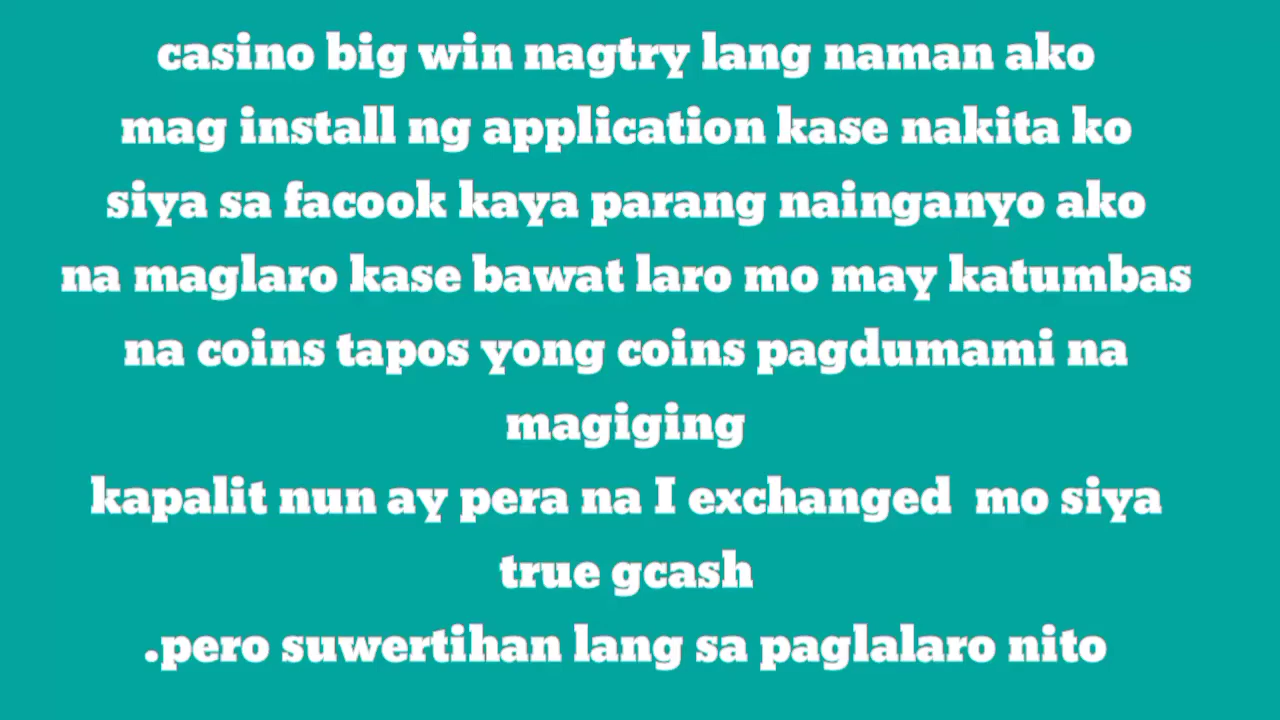 casino big win nagtry lang naman ako
mag install ng application kase nakita ko
siya sa facook kaya parang nainganyo ako
na maglaro kase bawat laro mo may katumbas
na coins tapos yong coins pagdumami na
magiging
kapalit nun ay pera na I exchanged  mo siya
true gcash
.pero suwertihan lang sa paglalaro nito